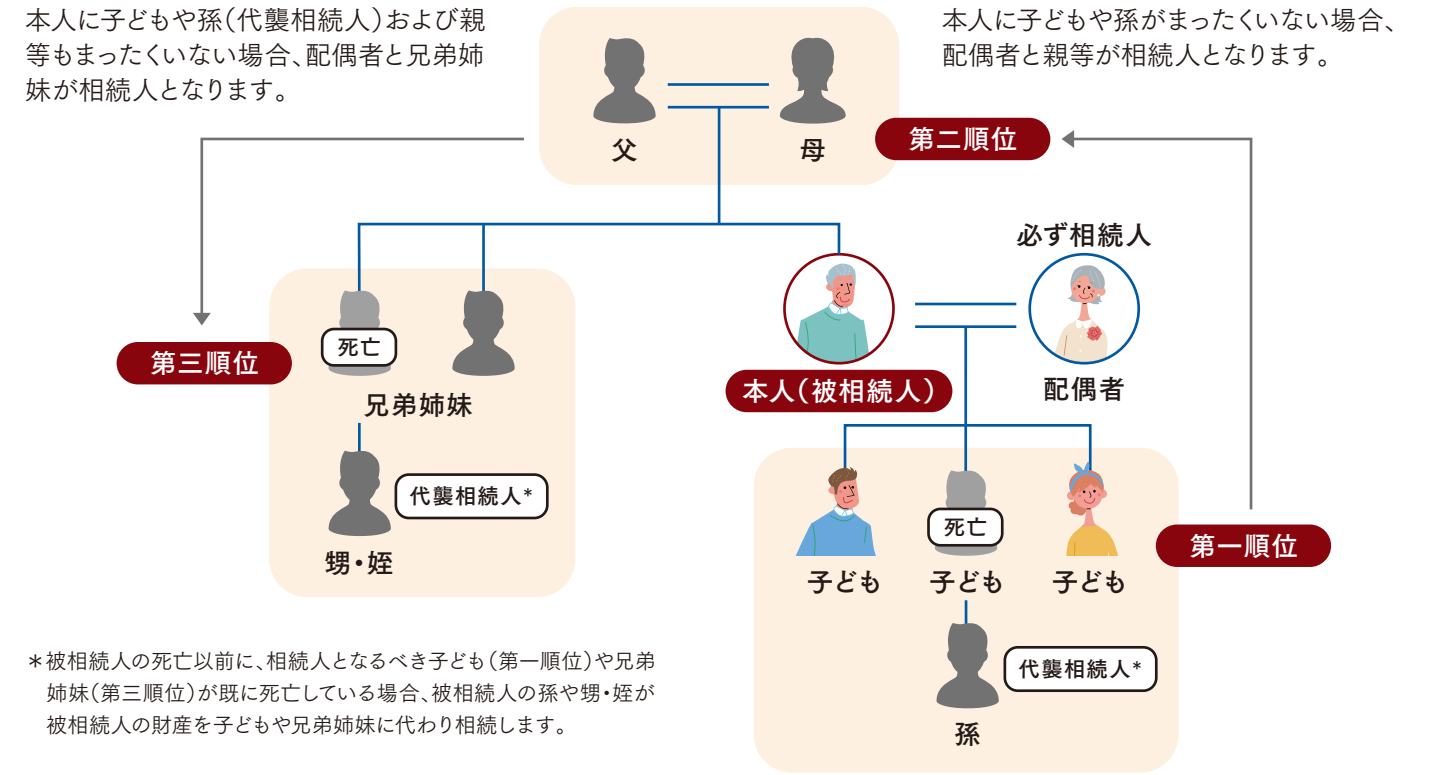 本人に子どもや孫（代襲相続人）および親
等もまったくいない場合、配偶者と兄弟姉
妹が相続人となります。
本人に子どもや孫がまったくいない場合、
配偶者と親等が相続人となります。
父
母
第二順位
必ず相続人
死亡
第三順位
兄弟姉妹
本人（被相続人）
配偶者
代襲相続人*
甥・姪
死亡
第一順位
子ども
子ども
子ども
代襲相続人*
孫
＊被相続人の死亡以前に、相続人となるべき子ども（第一順位）や兄弟
姉妹（第三順位）が既に死亡している場合、被相続人の孫や甥・姪が
被相続人の財産を子どもや兄弟姉妹に代わり相続します。